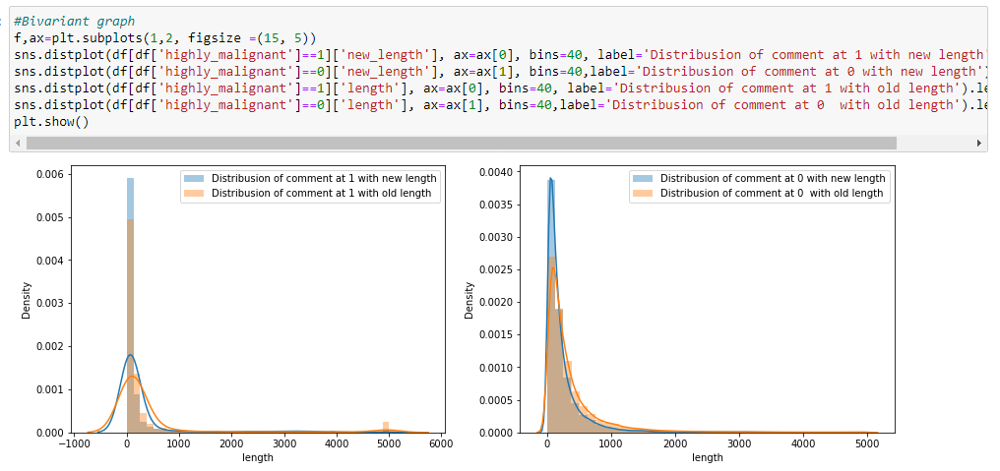 #Bivariant graph
f,ax=plt.subplots(1,2, figsize =(15, 5))
sns.distplot(df[df['highly_malignant']==1]['new_length'], ax=ax[0], bins=40, label='Distribusion of comment at 1 with new length'
sns.distplot(df[df['highly_malignant']==0]['new_length'], ax=ax[1], bins=40,label='Distribusion of comment at 0 with new length')
sns.distplot(df[df['highly_malignant']==1]['length'], ax=ax[0], bins=40, label='Distribusion of comment at 1 with old length').le
sns.distplot(df[df['highly_malignant']==0]['length'], ax=ax[1], bins=40,label='Distribusion of comment at 0  with old length').le
plt.show()
Distribusion of comment at 1 with new length
Distribusion of comment at 1 with old length
0.006
0.005
0.004
0.003
0.002
0.001
0.000
Density
−1000 0 1000 2000 3000 4000 5000 6000
length
Distribusion of comment at 0 with new length
Distribusion of comment at 0  with old length
0.0040
0.0035
0.0030
0.0025
0.0020
0.0015
0.0010
0.0005
0.0000
Density
0 1000 2000 3000 4000 5000
length